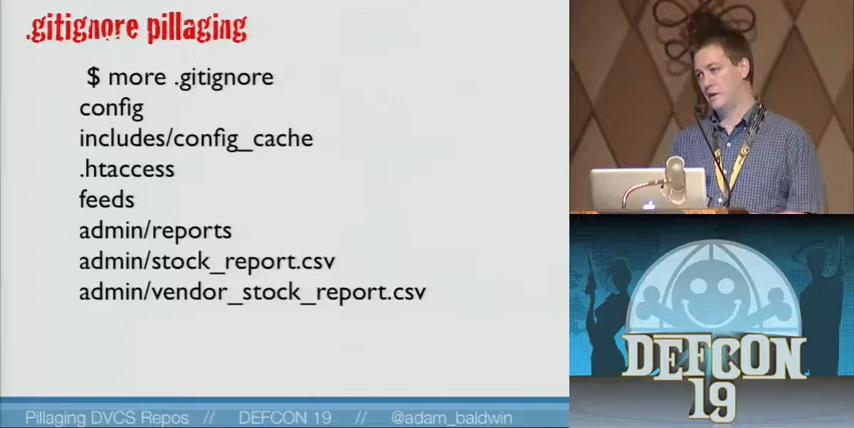 .gitignore pillaging
$ more .gitignore
config
includes/config_cache
.htaccess
feeds
admin/reports
admin/stock_report.csv
admin/vendor_stock_report.csv
Pillaging DVCS Repos // DEFCON 19 // @adam_baldwin
DEFCON
19